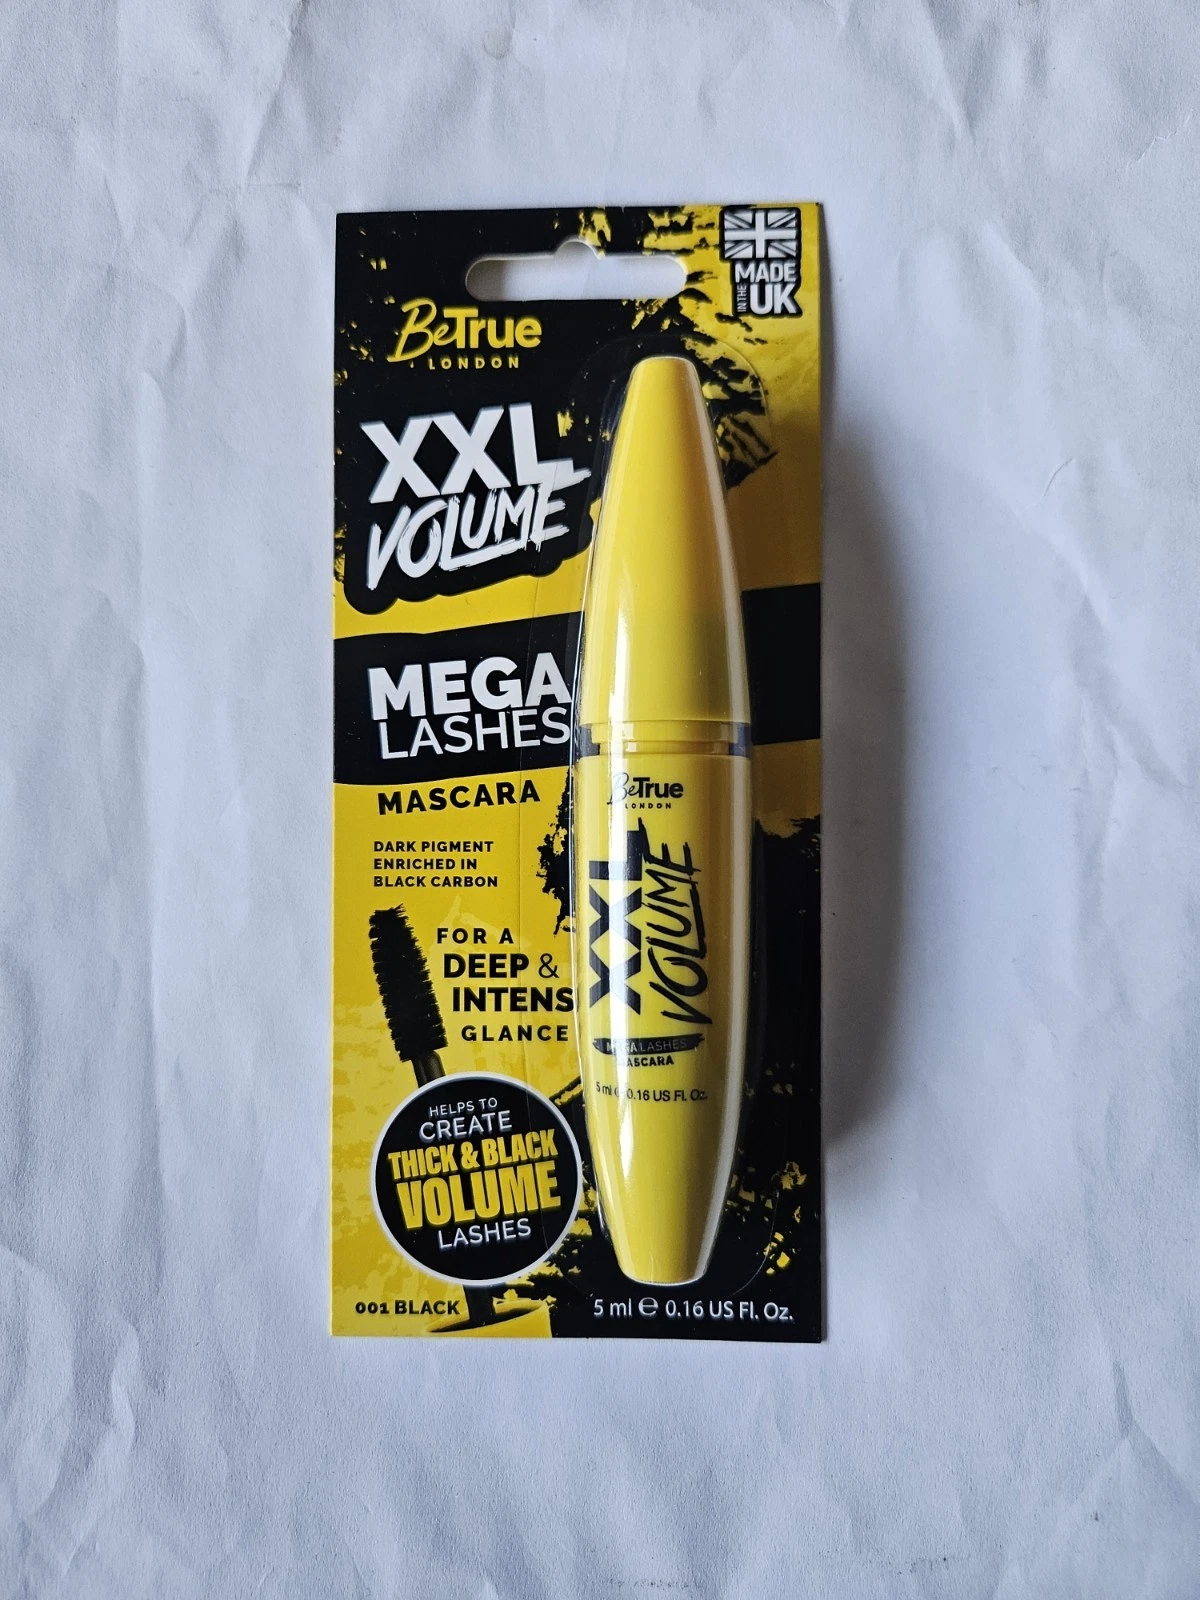 MADE
IN THE
UK
BeTrue
LONDON
XXL
VOLUME
MEGA
LASHES
MASCARA
DARK PIGMENT
ENRICHED IN
BLACK CARBON
FOR A
DEEP &
INTENS
GLANCE
HELPS TO
CREATE
THICK & BLACK
VOLUME
LASHES
001 BLACK
5 ml ℮ 0.16 US Fl. Oz.
BeTrue
LONDON
XXL
VOLUME
MEGA LASHES
MASCARA
5 ml ℮ 0.16 US Fl. Oz.